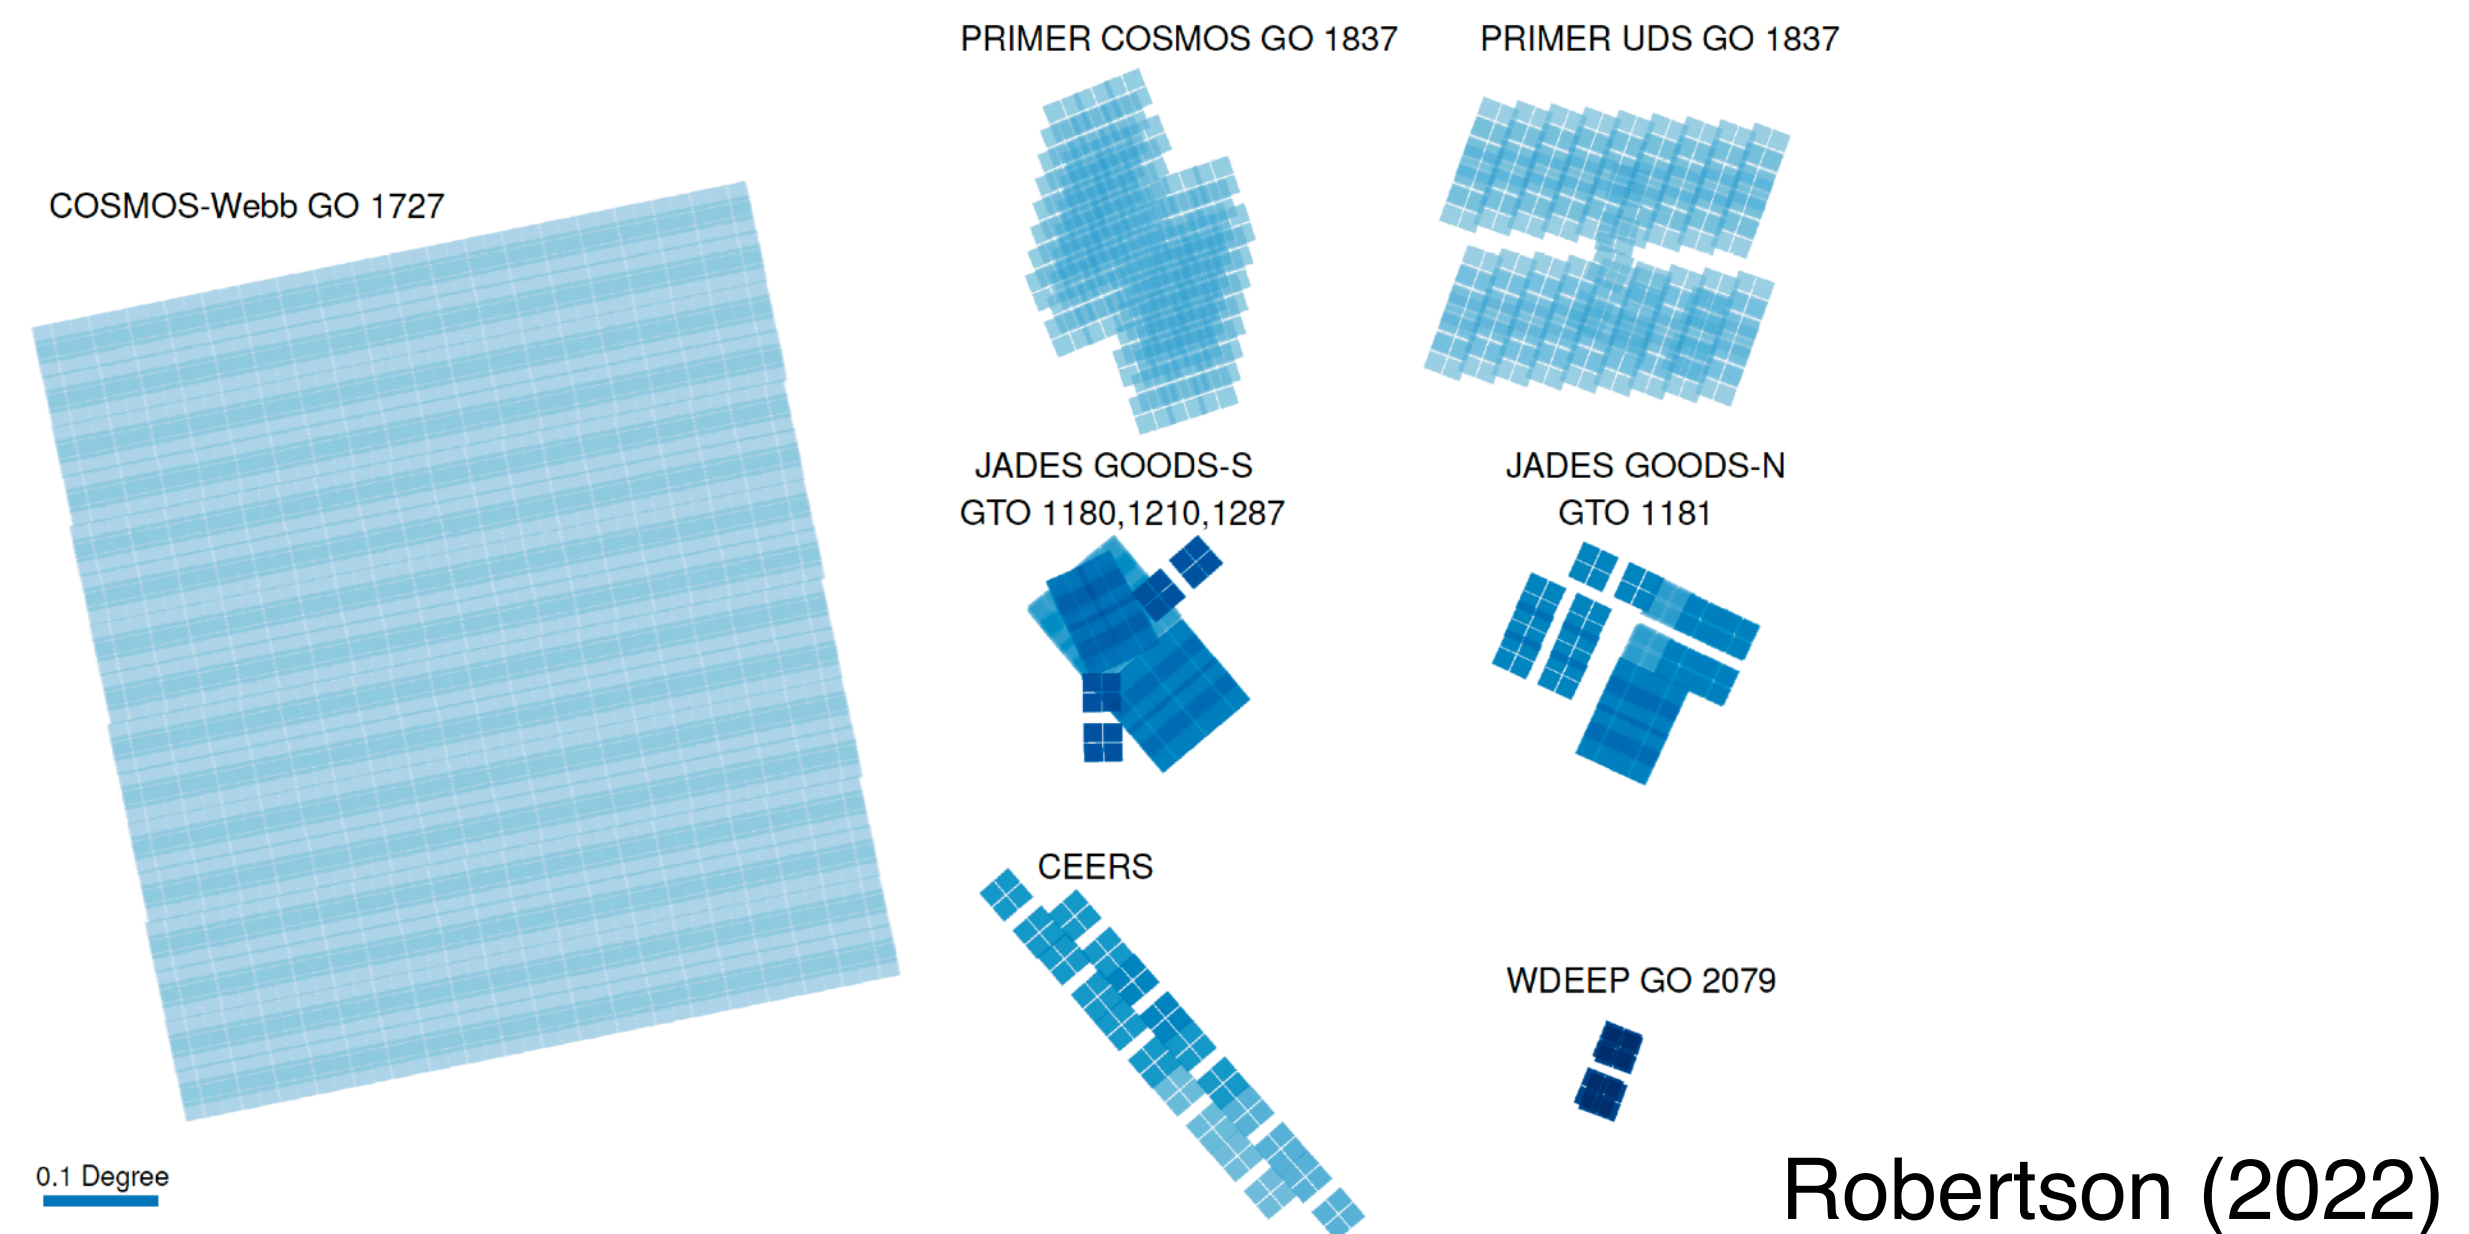 PRIMER COSMOS GO 1837
PRIMER UDS GO 1837
COSMOS-Webb GO 1727
JADES GOODS-S
GTO 1180,1210,1287
JADES GOODS-N
GTO 1181
CEERS
WDEEP GO 2079
0.1 Degree
Robertson (2022)